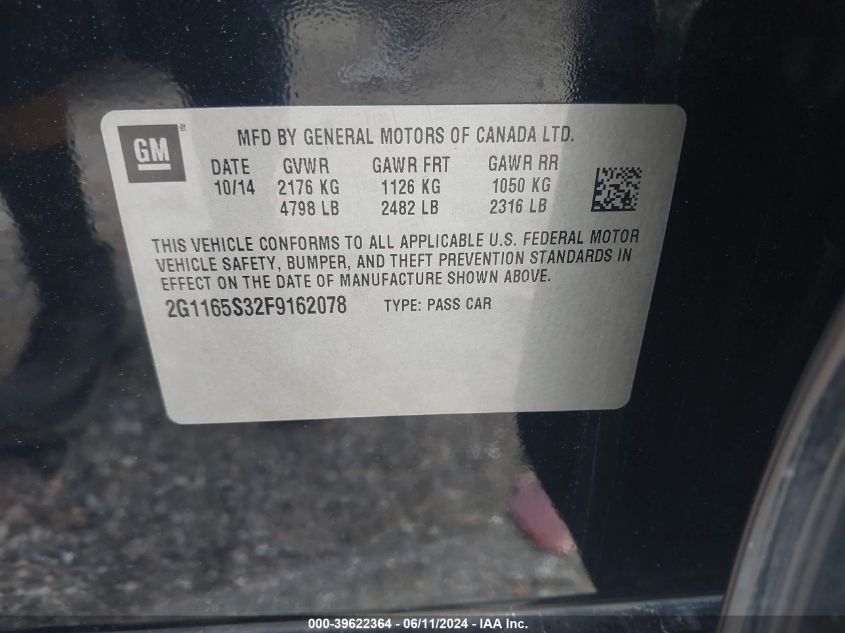 GM ®
MFD BY GENERAL MOTORS OF CANADA LTD.
DATE GVWR GAWR FRT GAWR RR
10/14 2176 KG 1126 KG 1050 KG
4798 LB 2482 LB 2316 LB
THIS VEHICLE CONFORMS TO ALL APPLICABLE U.S. FEDERAL MOTOR
VEHICLE SAFETY, BUMPER, AND THEFT PREVENTION STANDARDS IN
EFFECT ON THE DATE OF MANUFACTURE SHOWN ABOVE.
2G1165S32F9162078 TYPE: PASS CAR
000-39622364 - 06/11/2024 - IAA Inc.